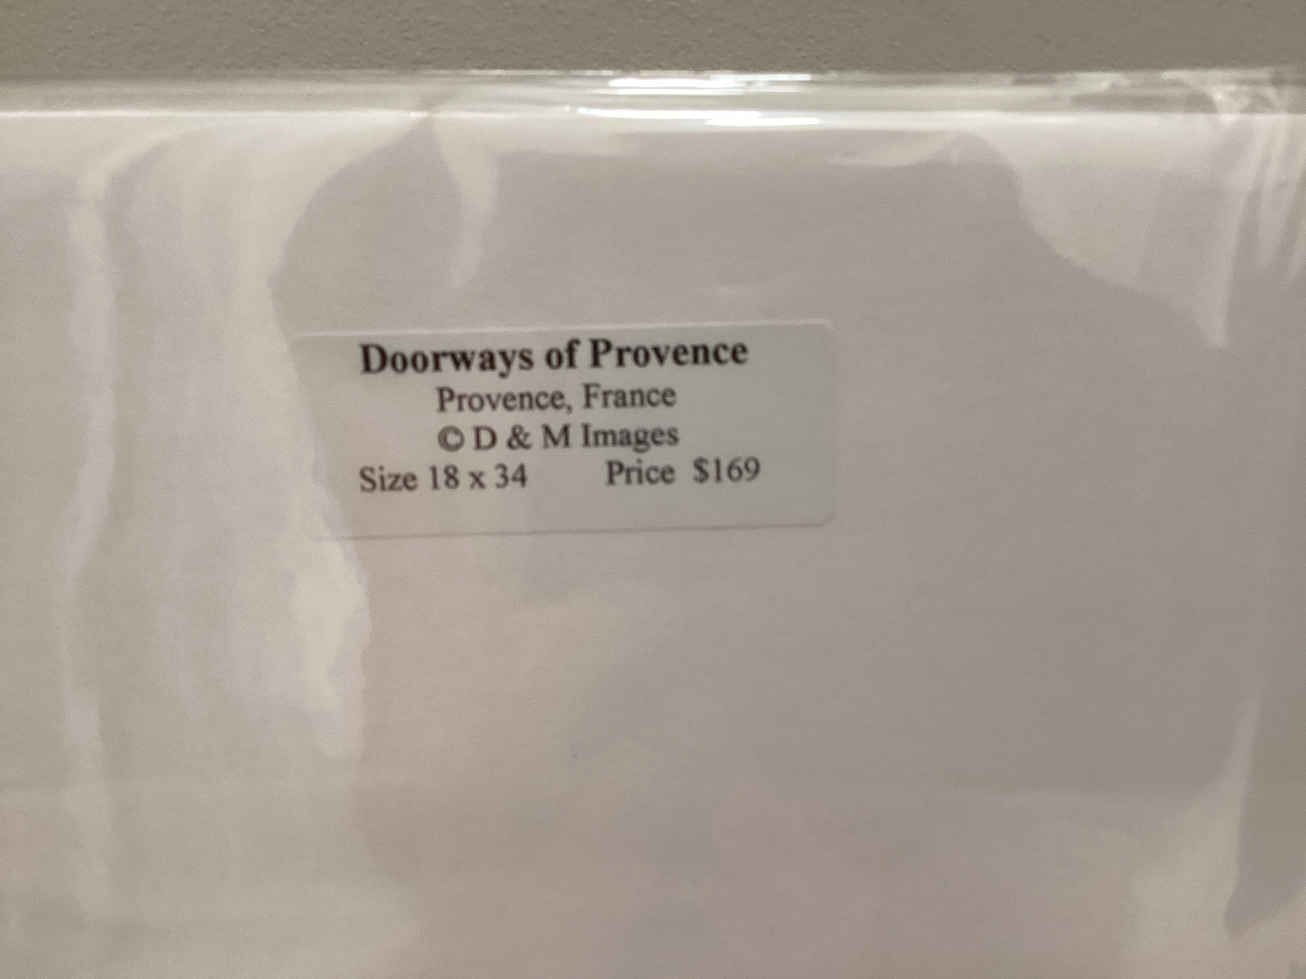 Doorways of Provence
Provence, France
© D & M Images
Size 18 x 34 Price $169